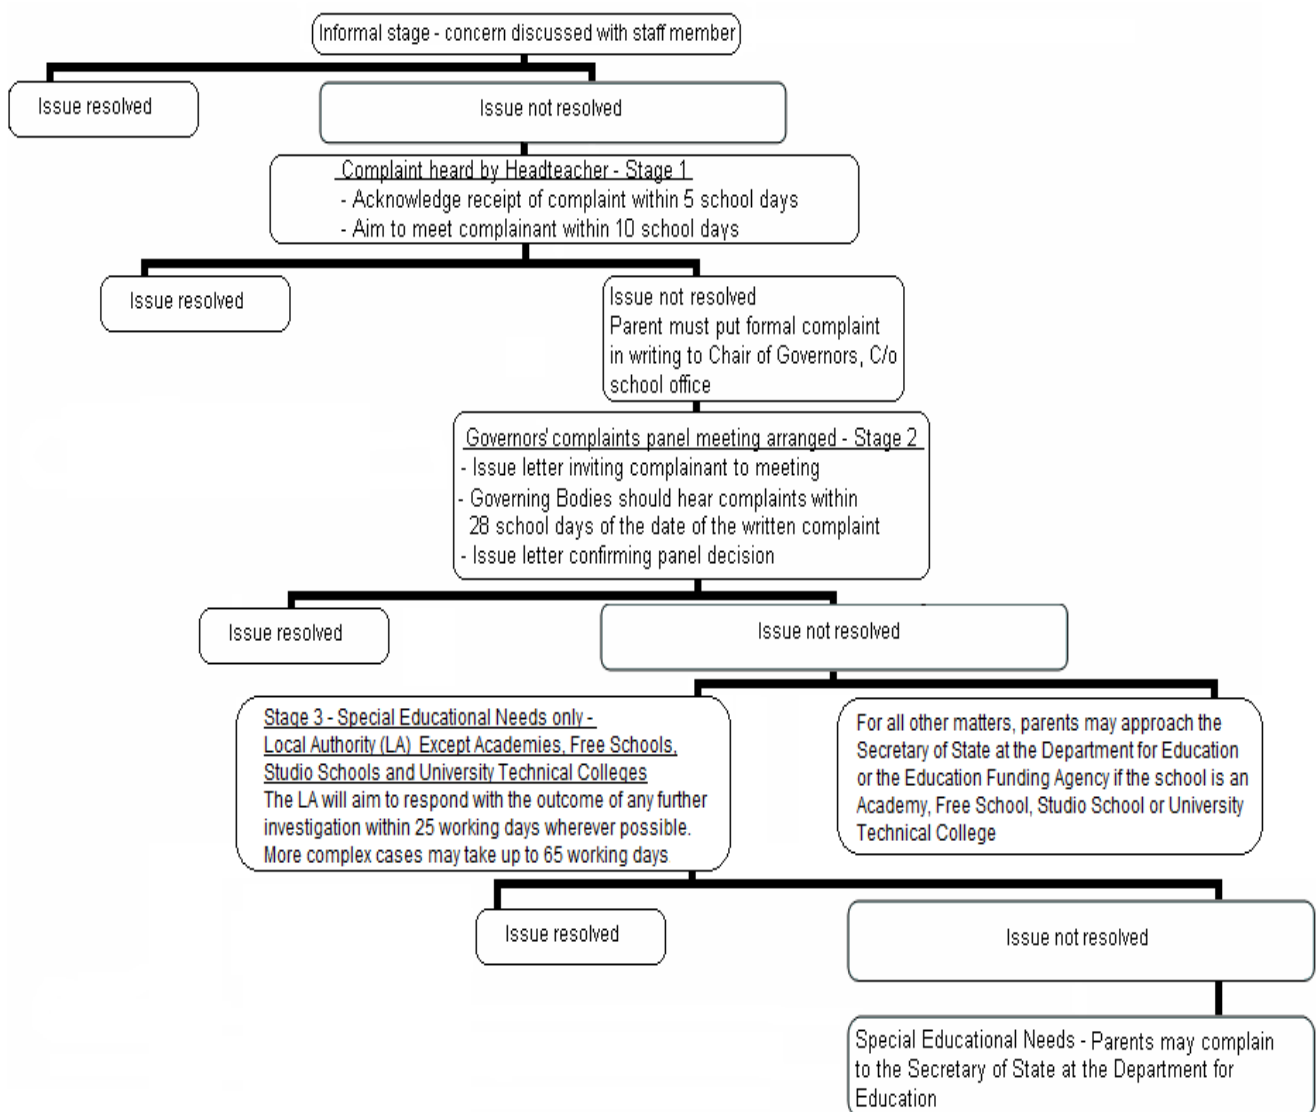 Informal stage - concern discussed with staff member
Issue resolved
Issue not resolved
Complaint heard by Headteacher - Stage 1
- Acknowledge receipt of complaint within 5 school days
- Aim to meet complainant within 10 school days
Issue resolved
Issue not resolved
Parent must put formal complaint
in writing to Chair of Governors, C/o
school office
Governors' complaints panel meeting arranged - Stage 2
- Issue letter inviting complainant to meeting
- Governing Bodies should hear complaints within
28 school days of the date of the written complaint
- Issue letter confirming panel decision
Issue resolved
Issue not resolved
Stage 3 - Special Educational Needs only -
Local Authority (LA) Except Academies, Free Schools,
Studio Schools and University Technical Colleges
The LA will aim to respond with the outcome of any further
investigation within 25 working days wherever possible.
More complex cases may take up to 65 working days
For all other matters, parents may approach the
Secretary of State at the Department for Education
or the Education Funding Agency if the school is an
Academy, Free School, Studio School or University
Technical College
Issue resolved
Issue not resolved
Special Educational Needs - Parents may complain
to the Secretary of State at the Department for
Education